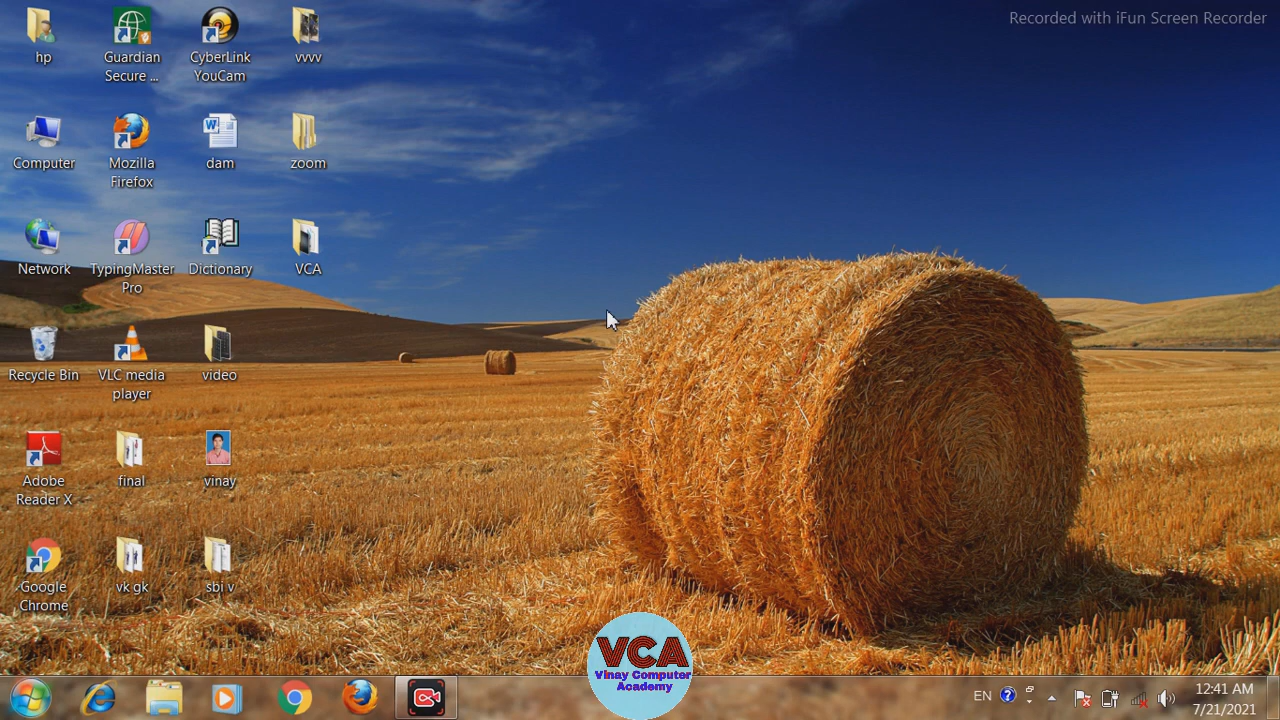 Recorded with iFun Screen Recorder
hp
Guardian
Secure ...
CyberLink
YouCam
vvvv
Computer
Mozilla
Firefox
dam
zoom
Network
TypingMaster
Pro
Dictionary
VCA
Recycle Bin
VLC media
player
video
Adobe
Reader X
final
vinay
Google
Chrome
vk gk
sbi v
VCA
Vinay Computer
Academy
EN
12:41 AM
7/21/2021